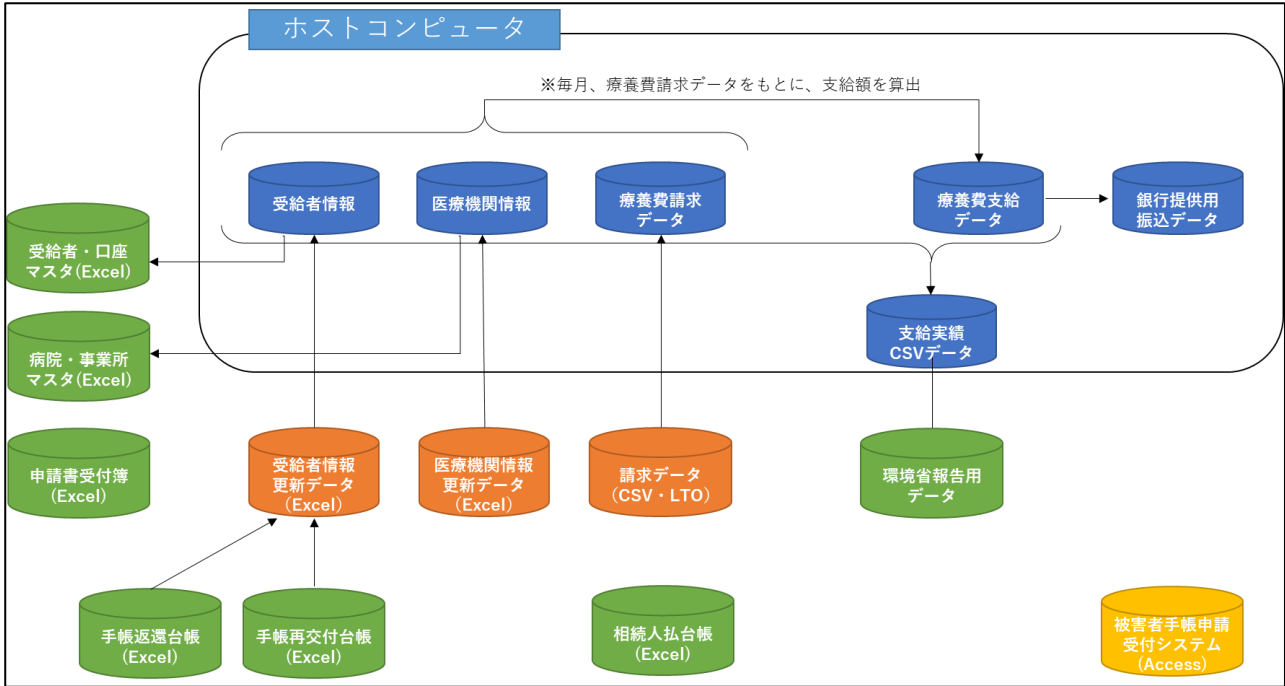 ホストコンピュータ
※毎月、療養費請求データをもとに、支給額を算出
受給者情報
医療機関情報
療養費請求
データ
療養費支給
データ
銀行提供用
振込データ
受給者・口座
マスタ(Excel)
支給実績
CSVデータ
病院・事業所
マスタ(Excel)
申請書受付簿
(Excel)
受給者情報
更新データ
(Excel)
医療機関情報
更新データ
(Excel)
請求データ
（CSV・LTO）
環境省報告用
データ
手帳返還台帳
(Excel)
手帳再交付台帳
(Excel)
相続人払台帳
(Excel)
被害者手帳申請
受付システム
(Access)